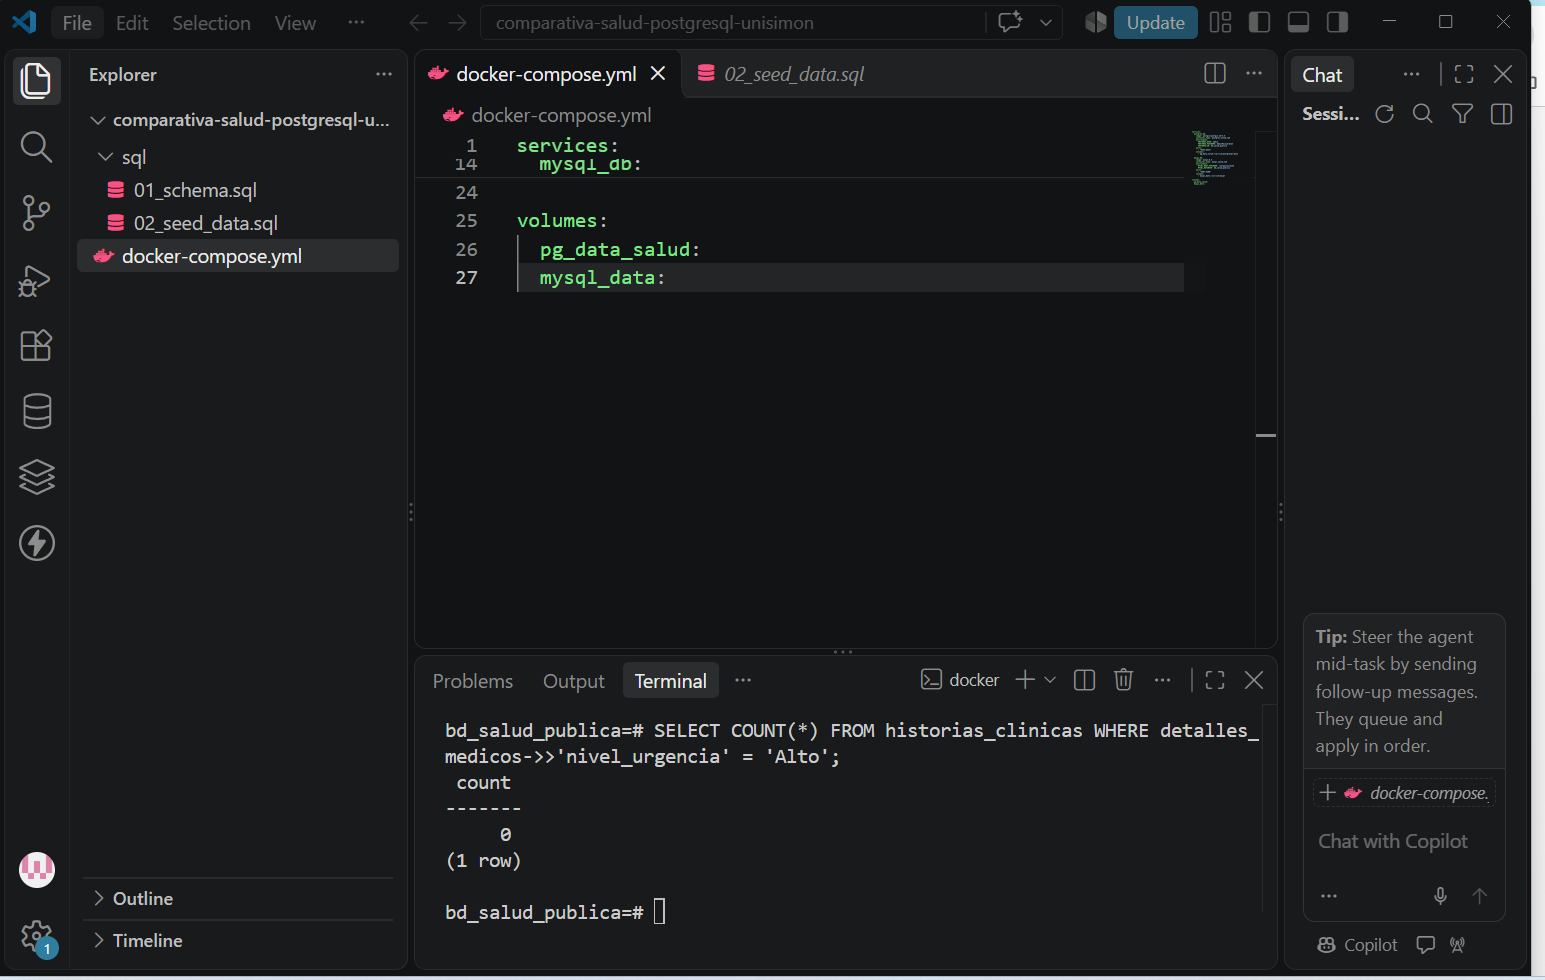 File Edit Selection View ··· comparativa-salud-postgresql-unisimon Update
Explorer ···
comparativa-salud-postgresql-u...
sql
01_schema.sql
02_seed_data.sql
docker-compose.yml
Outline
Timeline
1
docker-compose.yml 02_seed_data.sql ···
docker-compose.yml
1 services:
14 mysql_db:
24
25 volumes:
26 pg_data_salud:
27 mysql_data:
Problems Output Terminal ··· docker ···
bd_salud_publica=# SELECT COUNT(*) FROM historias_clinicas WHERE detalles_
medicos->>'nivel_urgencia' = 'Alto';
count
-------
0
(1 row)
bd_salud_publica=#
Chat ···
Sessi...
Tip: Steer the agent
mid-task by sending
follow-up messages.
They queue and
apply in order.
docker-compose.
Chat with Copilot
···
Copilot